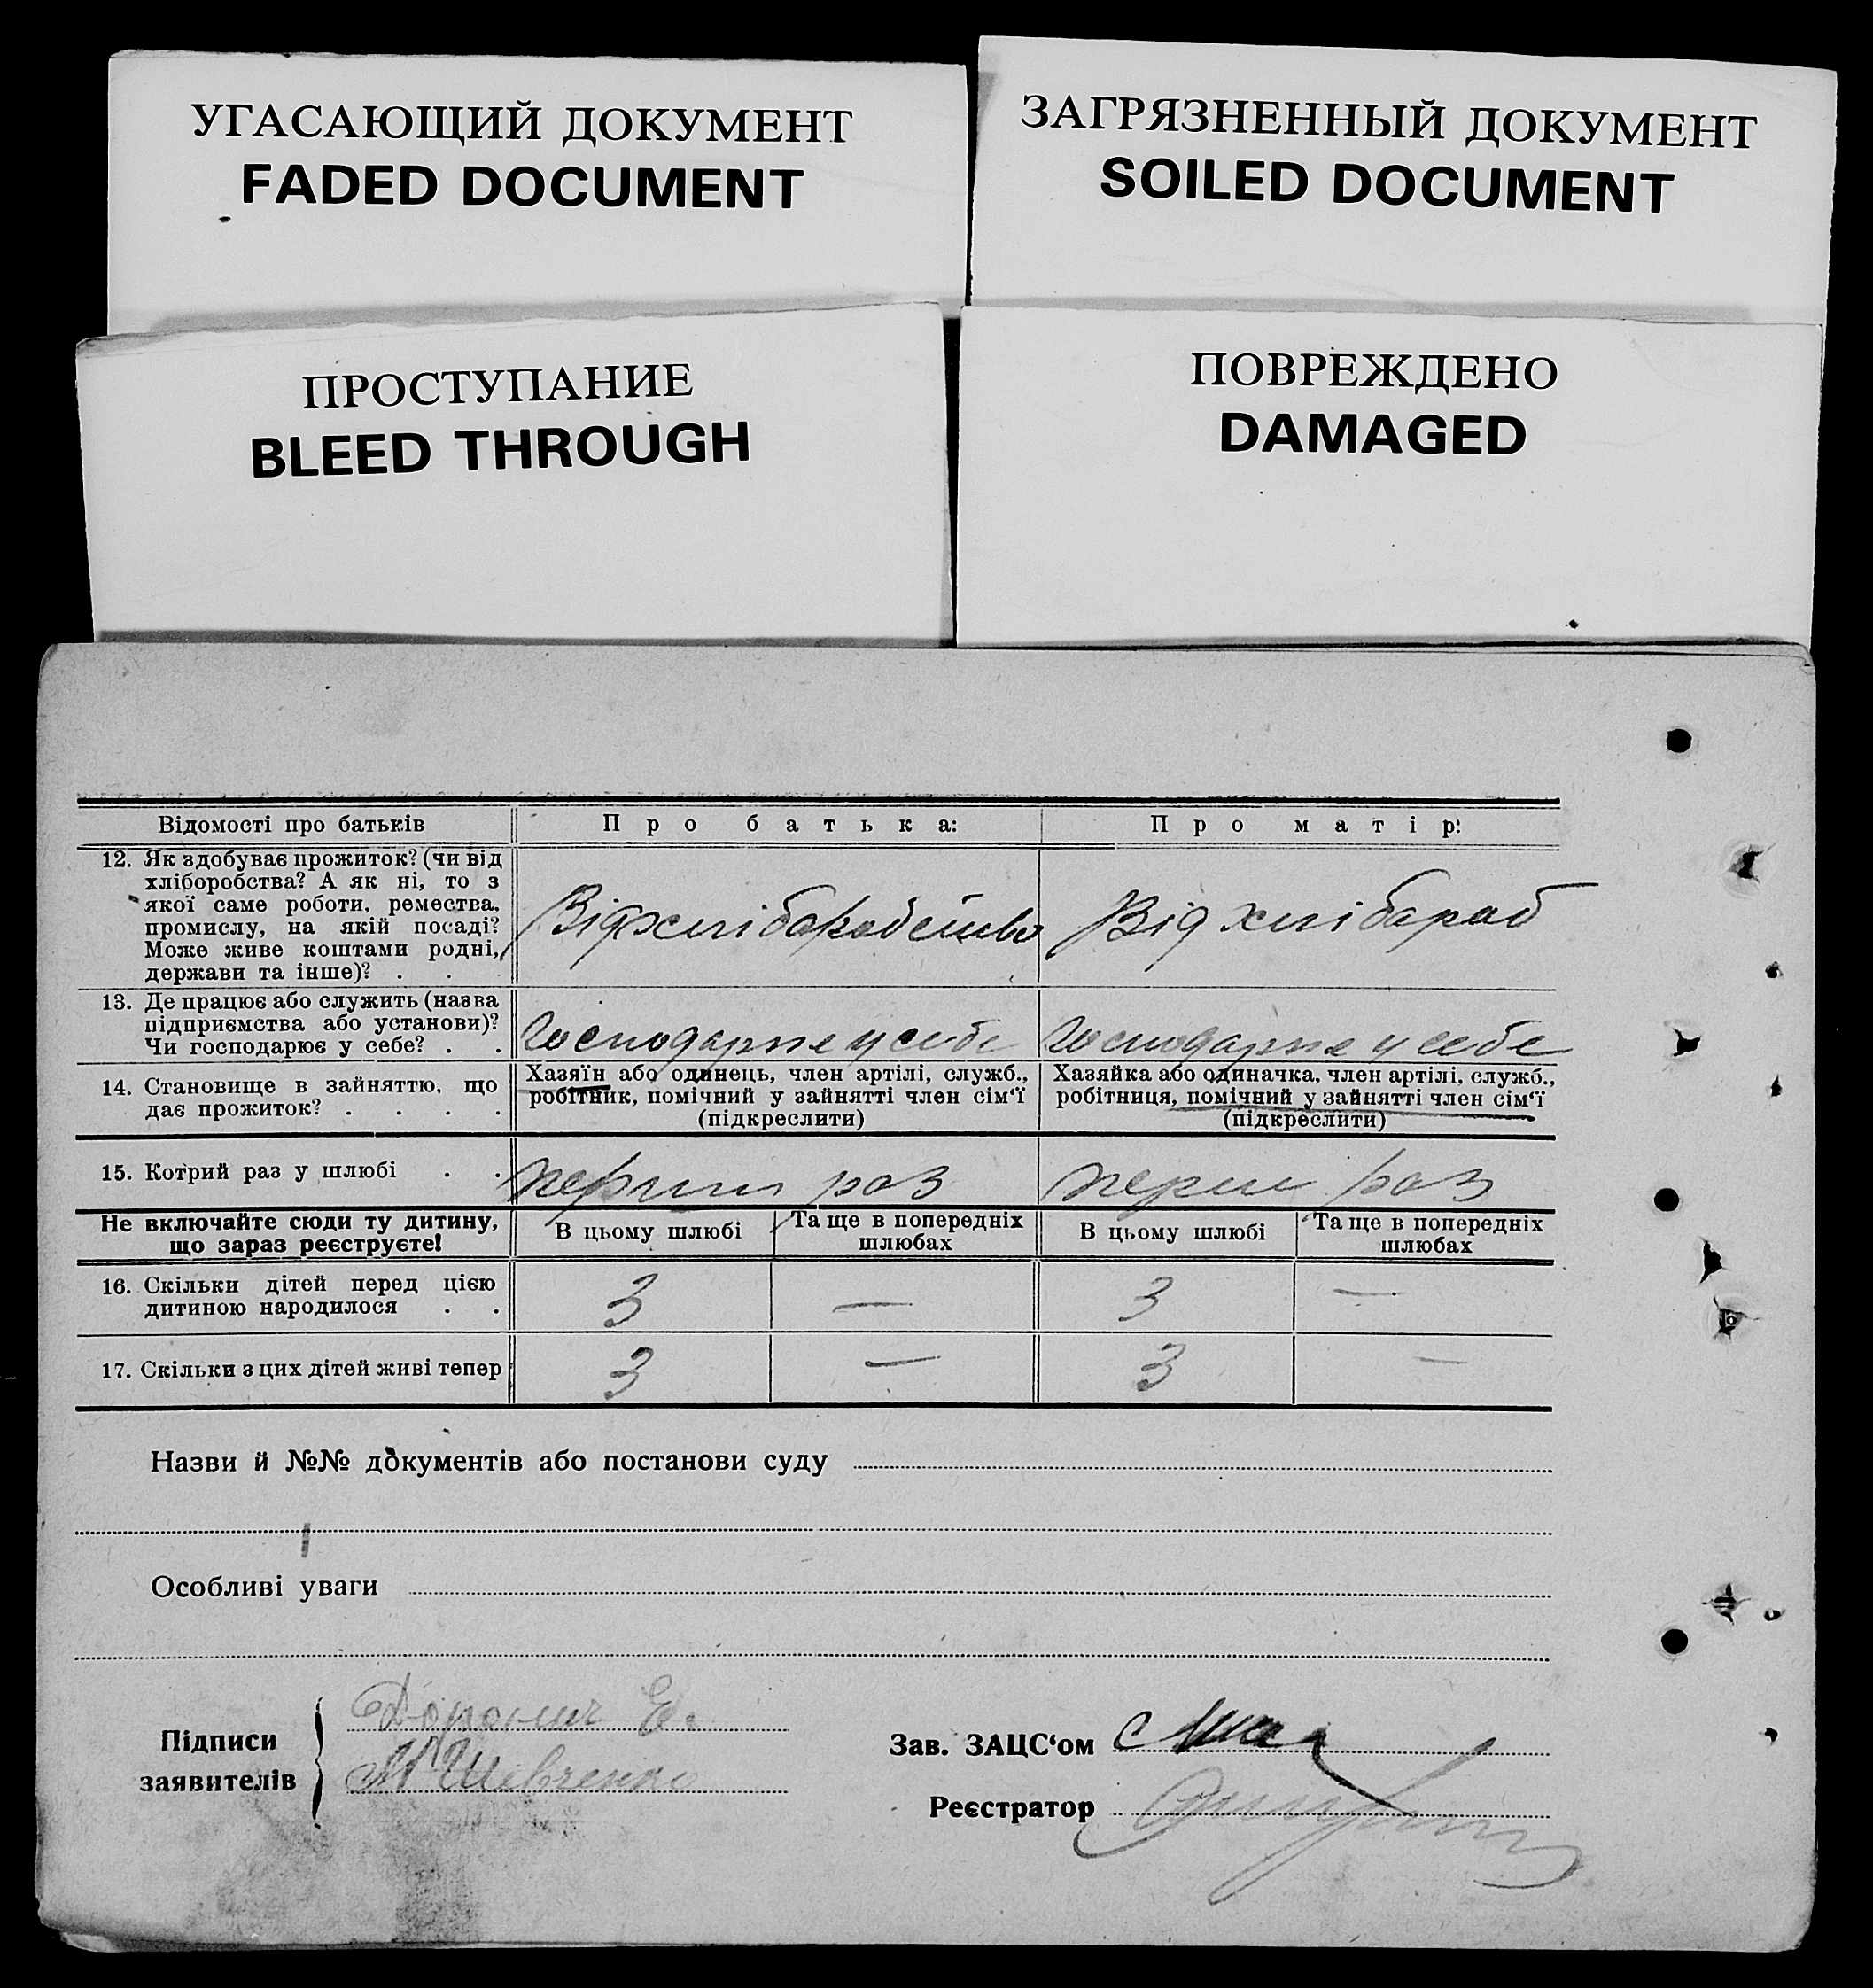 УГАСАЮЩИЙ ДОКУМЕНТ
FADED DOCUMENT
ЗАГРЯЗНЕННЫЙ ДОКУМЕНТ
SOILED DOCUMENT
ПРОСТУПАНИЕ
BLEED THROUGH
ПОВРЕЖДЕНО
DAMAGED
Відомості про батьків
Про батька:
Про матір:
12. Як здобуває прожиток? (чи від
хліборобства? А як ні, то з
якої саме роботи, ремества,
промислу, на якій посаді?
Може живе коштами родні,
держави та інше)? . .
Від хлібо
Від хлібороб
13. Де працює або служить (назва
підприємства або установи)?
Чи господарює у себе? . .
Господарне у себе
Господарне у себе
14. Становище в зайняттю, що
дає прожиток? . . . .
Хазяїн або одинець, член артілі, служб.,
робітник, помічний у зайнятті член сім‘ї
(підкреслити)
Хазяйка або одиначка, член артілі, служб.,
робітниця, помічний у зайнятті член сім‘ї
(підкреслити)
15. Котрий раз у шлюбі . .
раз
раз
Не включайте сюди ту дитину,
що зараз реєструєте!
В цьому шлюбі
Та ще в попередніх
шлюбах
В цьому шлюбі
Та ще в попередніх
шлюбах
16. Скільки дітей перед цією
дитиною народилося . .
3
—
3
—
17. Скільки з цих дітей живі тепер
3
—
3
—
Назви й №№ документів або постанови суду
Особливі уваги
Підписи
заявителів
Е.
М Шевченко
Зав. ЗАЦС‘ом
Реєстратор